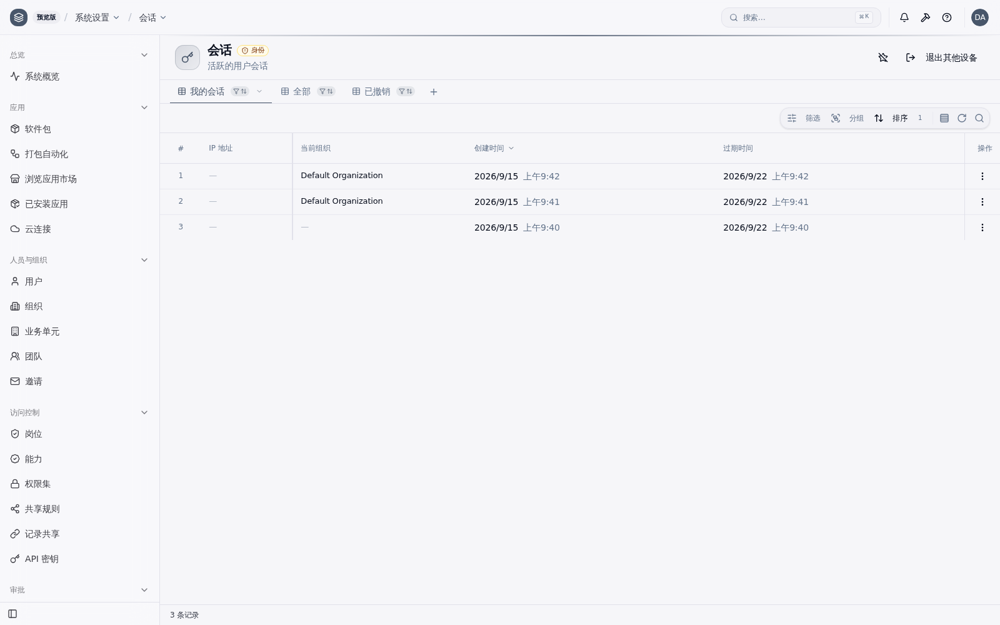 预览版 / 系统设置 / 会话
搜索... ⌘K
DA
总览
系统概览
应用
软件包
打包自动化
浏览应用市场
已安装应用
云连接
人员与组织
用户
组织
业务单元
团队
邀请
访问控制
岗位
能力
权限集
共享规则
记录共享
API 密钥
审批
会话 身份
活跃的用户会话
退出其他设备
我的会话 全部 已撤销
筛选 分组 排序 1
# IP 地址 当前组织 创建时间 过期时间 操作
1 — Default Organization 2026/9/15 上午9:42 2026/9/22 上午9:42
2 — Default Organization 2026/9/15 上午9:41 2026/9/22 上午9:41
3 — — 2026/9/15 上午9:40 2026/9/22 上午9:40
3 条记录